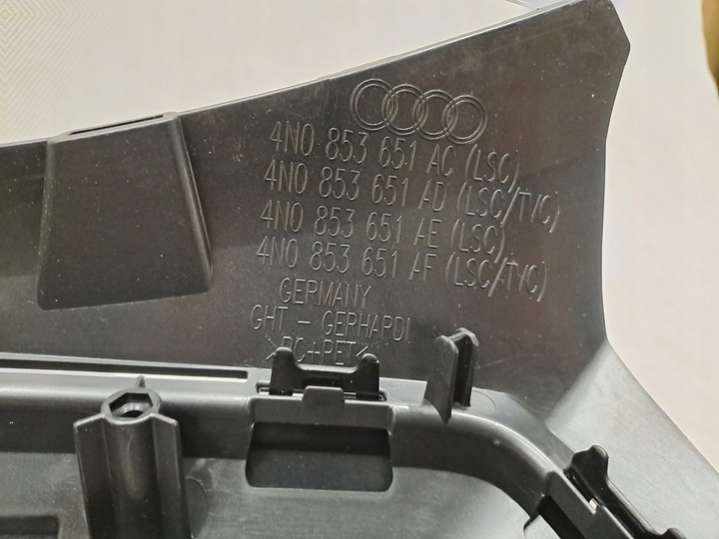 4N0 853 651 AC (LSC)
4N0 853 651 AD (LSC/TVC)
4N0 853 651 AE (LSC)
4N0 853 651 AF (LSC/TVC)
GERMANY
GHT - GERHARDI
>PC+PET<